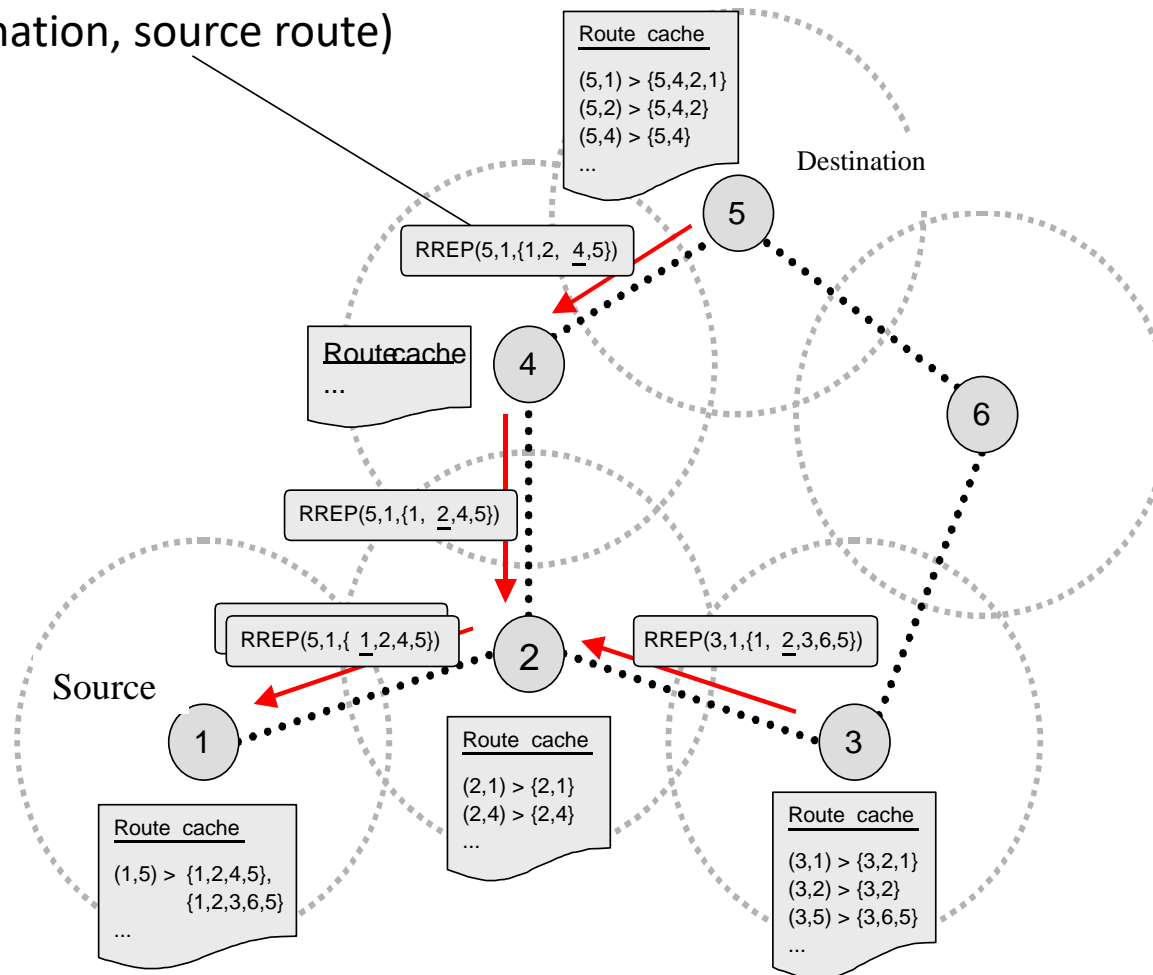 nation, source route)
Route cache
(5,1) > {5,4,2,1}
(5,2) > {5,4,2}
(5,4) > {5,4}
...
Destination
5
RREP(5,1,{1,2, 4,5})
Routecache
...
4
6
RREP(5,1,{1, 2,4,5})
RREP(5,1,{ 1,2,4,5})
RREP(3,1,{1, 2,3,6,5})
2
Source
1
3
Route cache
(2,1) > {2,1}
(2,4) > {2,4}
...
Route cache
(1,5) > {1,2,4,5},
{1,2,3,6,5}
...
Route cache
(3,1) > {3,2,1}
(3,2) > {3,2}
(3,5) > {3,6,5}
...